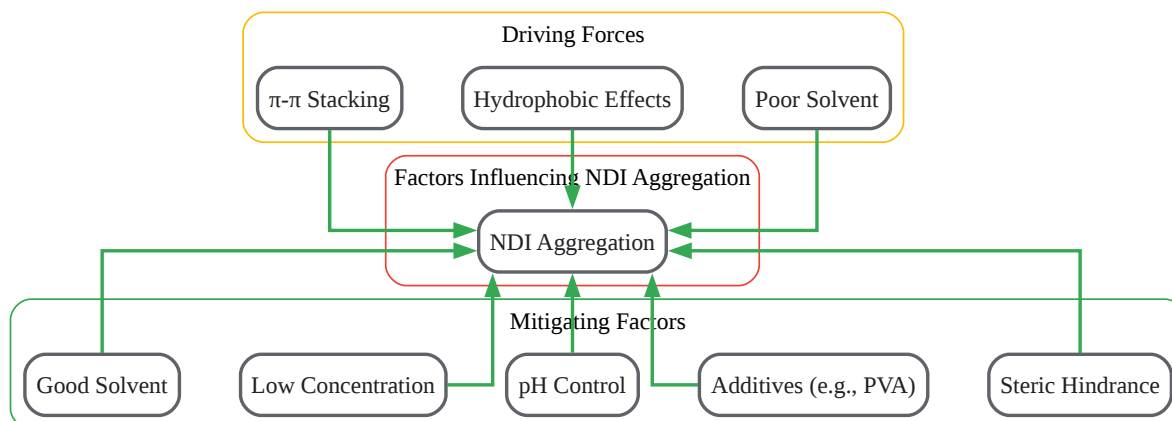 Driving Forces
π-π Stacking
Hydrophobic Effects
Poor Solvent
Factors Influencing NDI Aggregation
NDI Aggregation
Mitigating Factors
Good Solvent
Low Concentration
pH Control
Additives (e.g., PVA)
Steric Hindrance